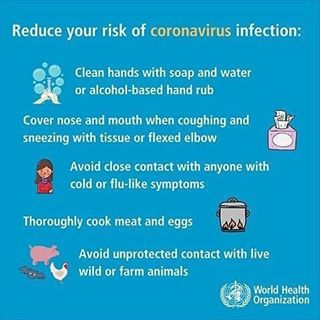 Reduce your risk of coronavirus infection:
Clean hands with soap and water
or alcohol-based hand rub
Cover nose and mouth when coughing and
sneezing with tissue or flexed elbow
Avoid close contact with anyone with
cold or flu-like symptoms
Thoroughly cook meat and eggs
Avoid unprotected contact with live
wild or farm animals
World Health
Organization